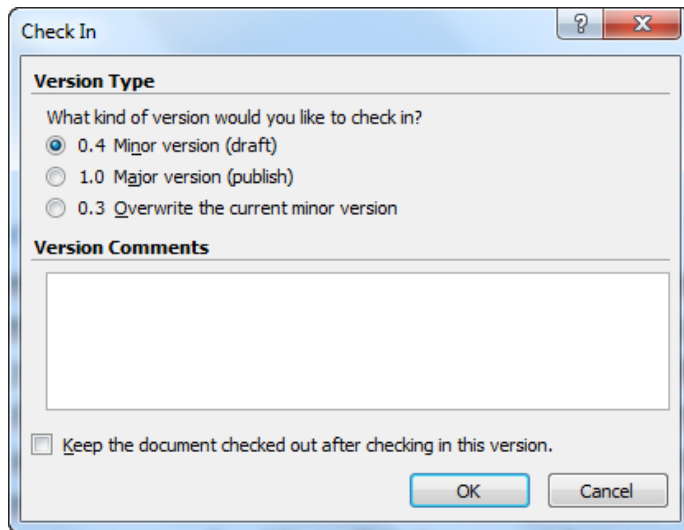 Check In
?
X
Version Type
What kind of version would you like to check in?
0.4 Minor version (draft)
1.0 Major version (publish)
0.3 Overwrite the current minor version
Version Comments
Keep the document checked out after checking in this version.
OK Cancel